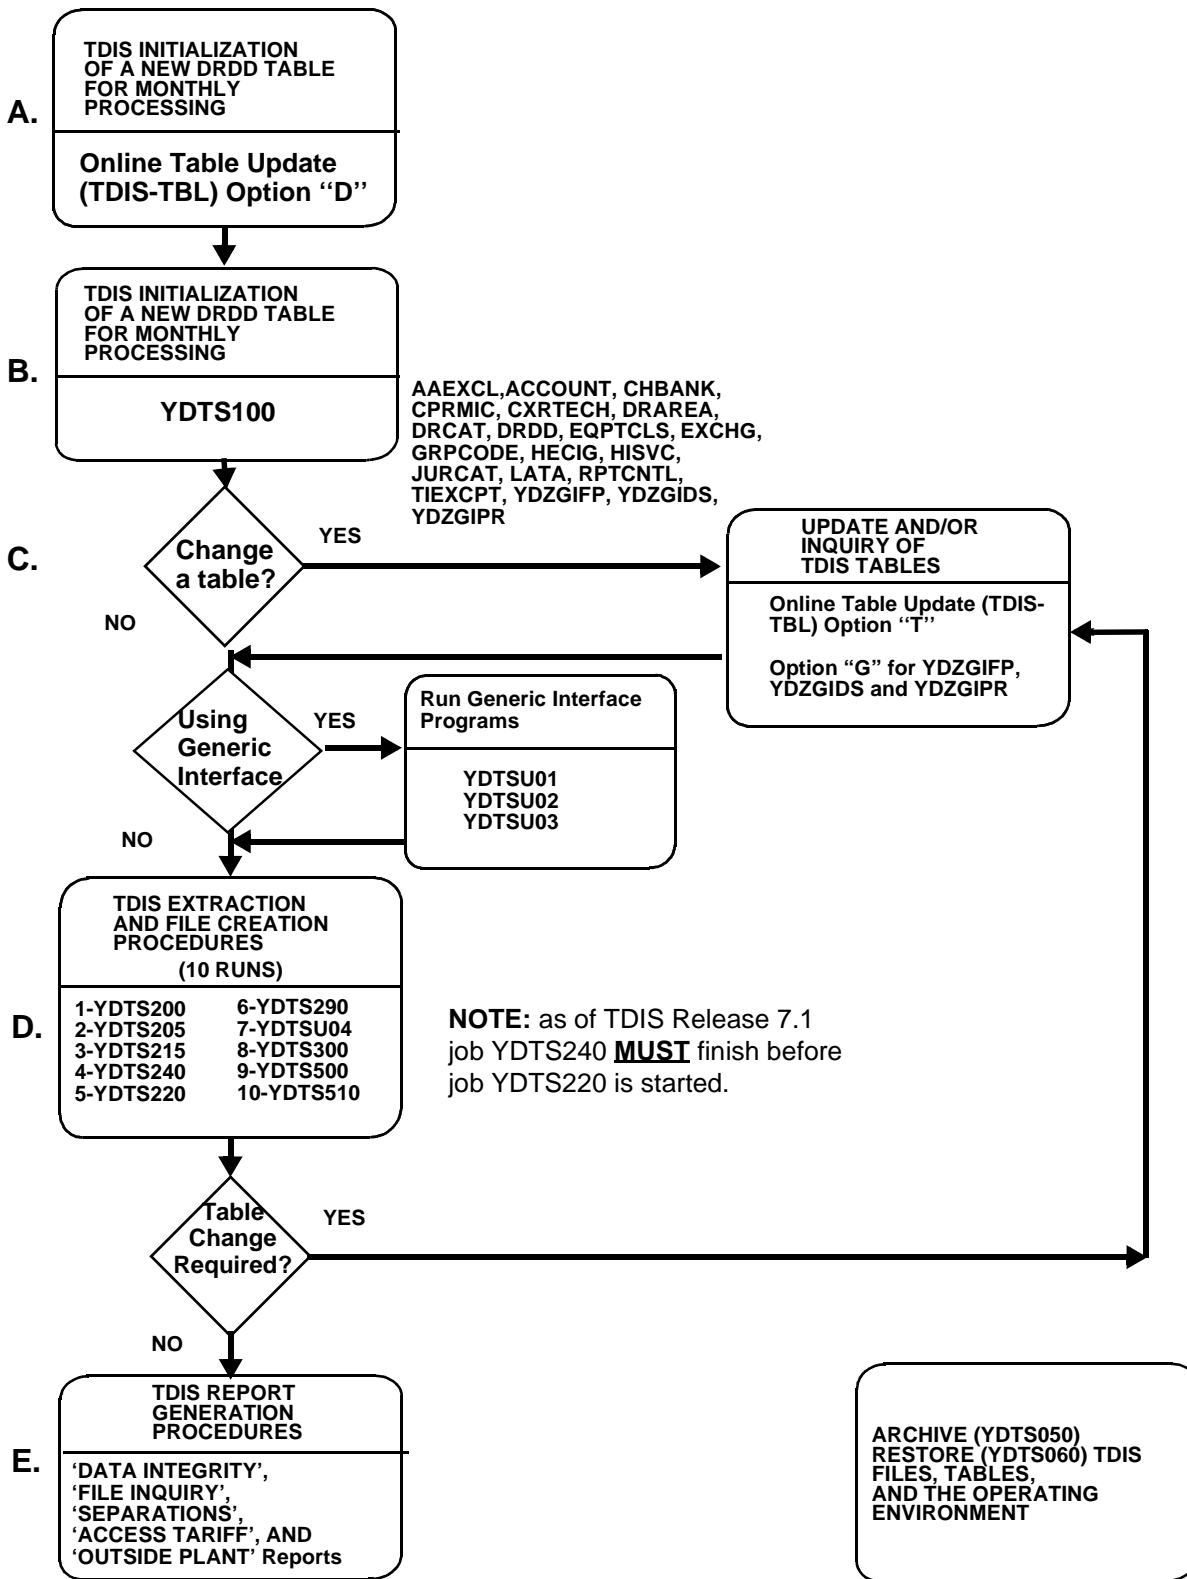 TDIS INITIALIZATION
OF A NEW DRDD TABLE
FOR MONTHLY
PROCESSING
A.
Online Table Update
(TDIS-TBL) Option ‘‘D’’
TDIS INITIALIZATION
OF A NEW DRDD TABLE
FOR MONTHLY
PROCESSING
B.
YDTS100
AAEXCL,ACCOUNT, CHBANK,
CPRMIC, CXRTECH, DRAREA,
DRCAT, DRDD, EQPTCLS, EXCHG,
GRPCODE, HECIG, HISVC,
JURCAT, LATA, RPTCNTL,
TIEXCPT, YDZGIFP, YDZGIDS,
YDZGIPR
C.
Change
a table?
YES
NO
UPDATE AND/OR
INQUIRY OF
TDIS TABLES
Online Table Update (TDIS-
TBL) Option ‘‘T’’
Option “G” for YDZGIFP,
YDZGIDS and YDZGIPR
Using
Generic
Interface
YES
NO
Run Generic Interface
Programs
YDTSU01
YDTSU02
YDTSU03
TDIS EXTRACTION
AND FILE CREATION
PROCEDURES
(10 RUNS)
D.
1-YDTS200
2-YDTS205
3-YDTS215
4-YDTS240
5-YDTS220
6-YDTS290
7-YDTSU04
8-YDTS300
9-YDTS500
10-YDTS510
NOTE: as of TDIS Release 7.1
job YDTS240 MUST finish before
job YDTS220 is started.
Table
Change
Required?
YES
NO
TDIS REPORT
GENERATION
PROCEDURES
E.
‘DATA INTEGRITY’,
‘FILE INQUIRY’,
‘SEPARATIONS’,
‘ACCESS TARIFF’, AND
‘OUTSIDE PLANT’ Reports
ARCHIVE (YDTS050)
RESTORE (YDTS060) TDIS
FILES, TABLES,
AND THE OPERATING
ENVIRONMENT